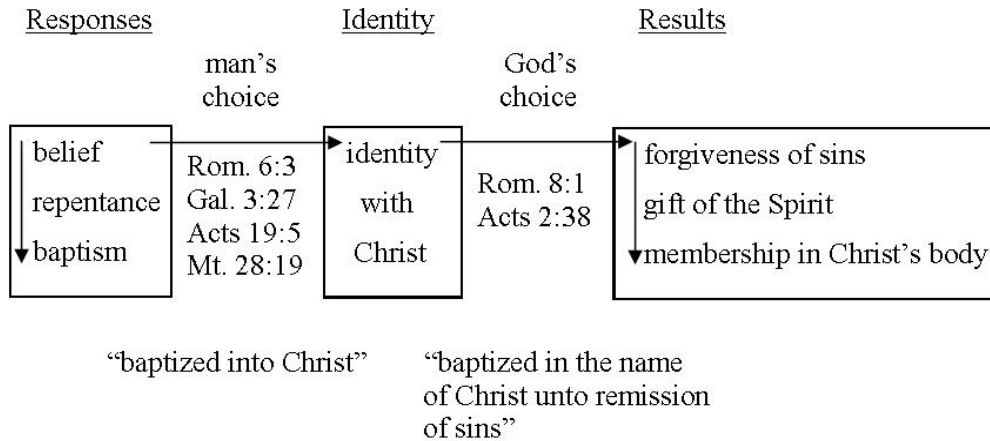 Responses
Identity
Results
man's
choice
God's
choice
belief
repentance
baptism
Rom. 6:3
Gal. 3:27
Acts 19:5
Mt. 28:19
identity
with
Christ
Rom. 8:1
Acts 2:38
forgiveness of sins
gift of the Spirit
membership in Christ's body
“baptized into Christ”
“baptized in the name
of Christ unto remission
of sins”